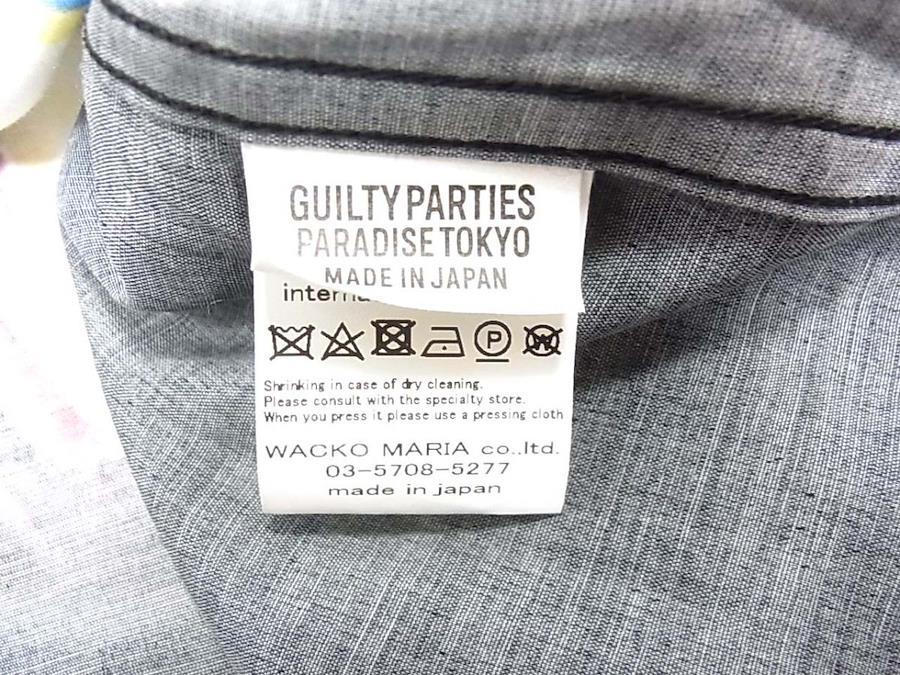 GUILTY PARTIES
PARADISE TOKYO
MADE IN JAPAN
P
W
Shrinking in case of dry cleaning.
Please consult with the specialty store.
When you press it please use a pressing cloth
WACKO MARIA co.,ltd.
03-5708-5277
made in japan